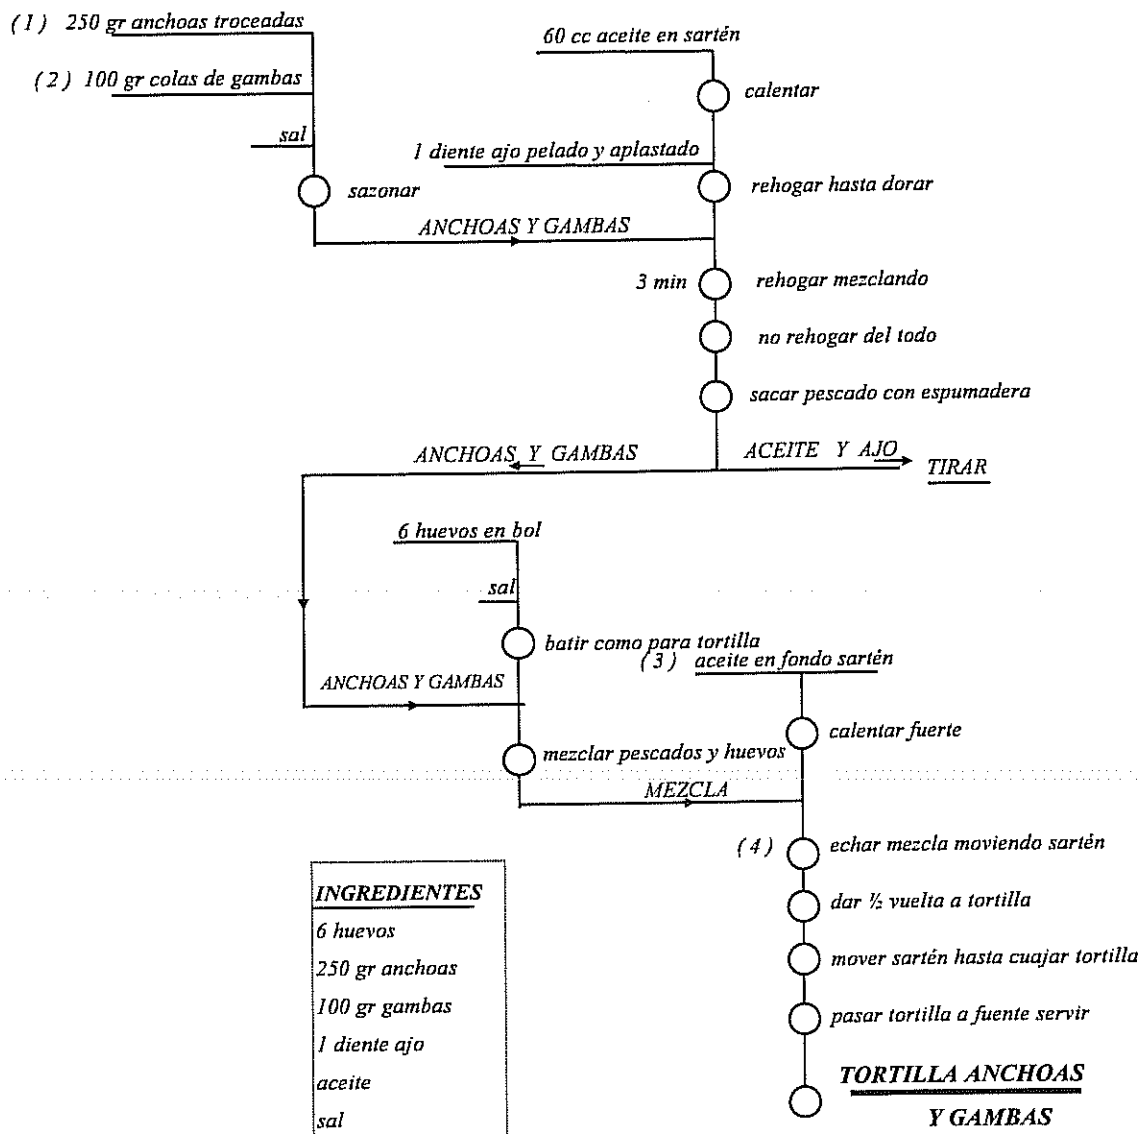 (1) 250 gr anchoas troceadas
(2) 100 gr colas de gambas
sal
sazonar
ANCHOAS Y GAMBAS
60 cc aceite en sartén
calentar
1 diente ajo pelado y aplastado
rehogar hasta dorar
3 min rehogar mezclando
no rehogar del todo
sacar pescado con espumadera
ANCHOAS Y GAMBAS
ACEITE Y AJO
TIRAR
6 huevos en bol
sal
batir como para tortilla
ANCHOAS Y GAMBAS
mezclar pescados y huevos
MEZCLA
(3) aceite en fondo sartén
calentar fuerte
(4) echar mezcla moviendo sartén
dar ½ vuelta a tortilla
mover sartén hasta cuajar tortilla
pasar tortilla a fuente servir
TORTILLA ANCHOAS
Y GAMBAS
INGREDIENTES
6 huevos
250 gr anchoas
100 gr gambas
1 diente ajo
aceite
sal